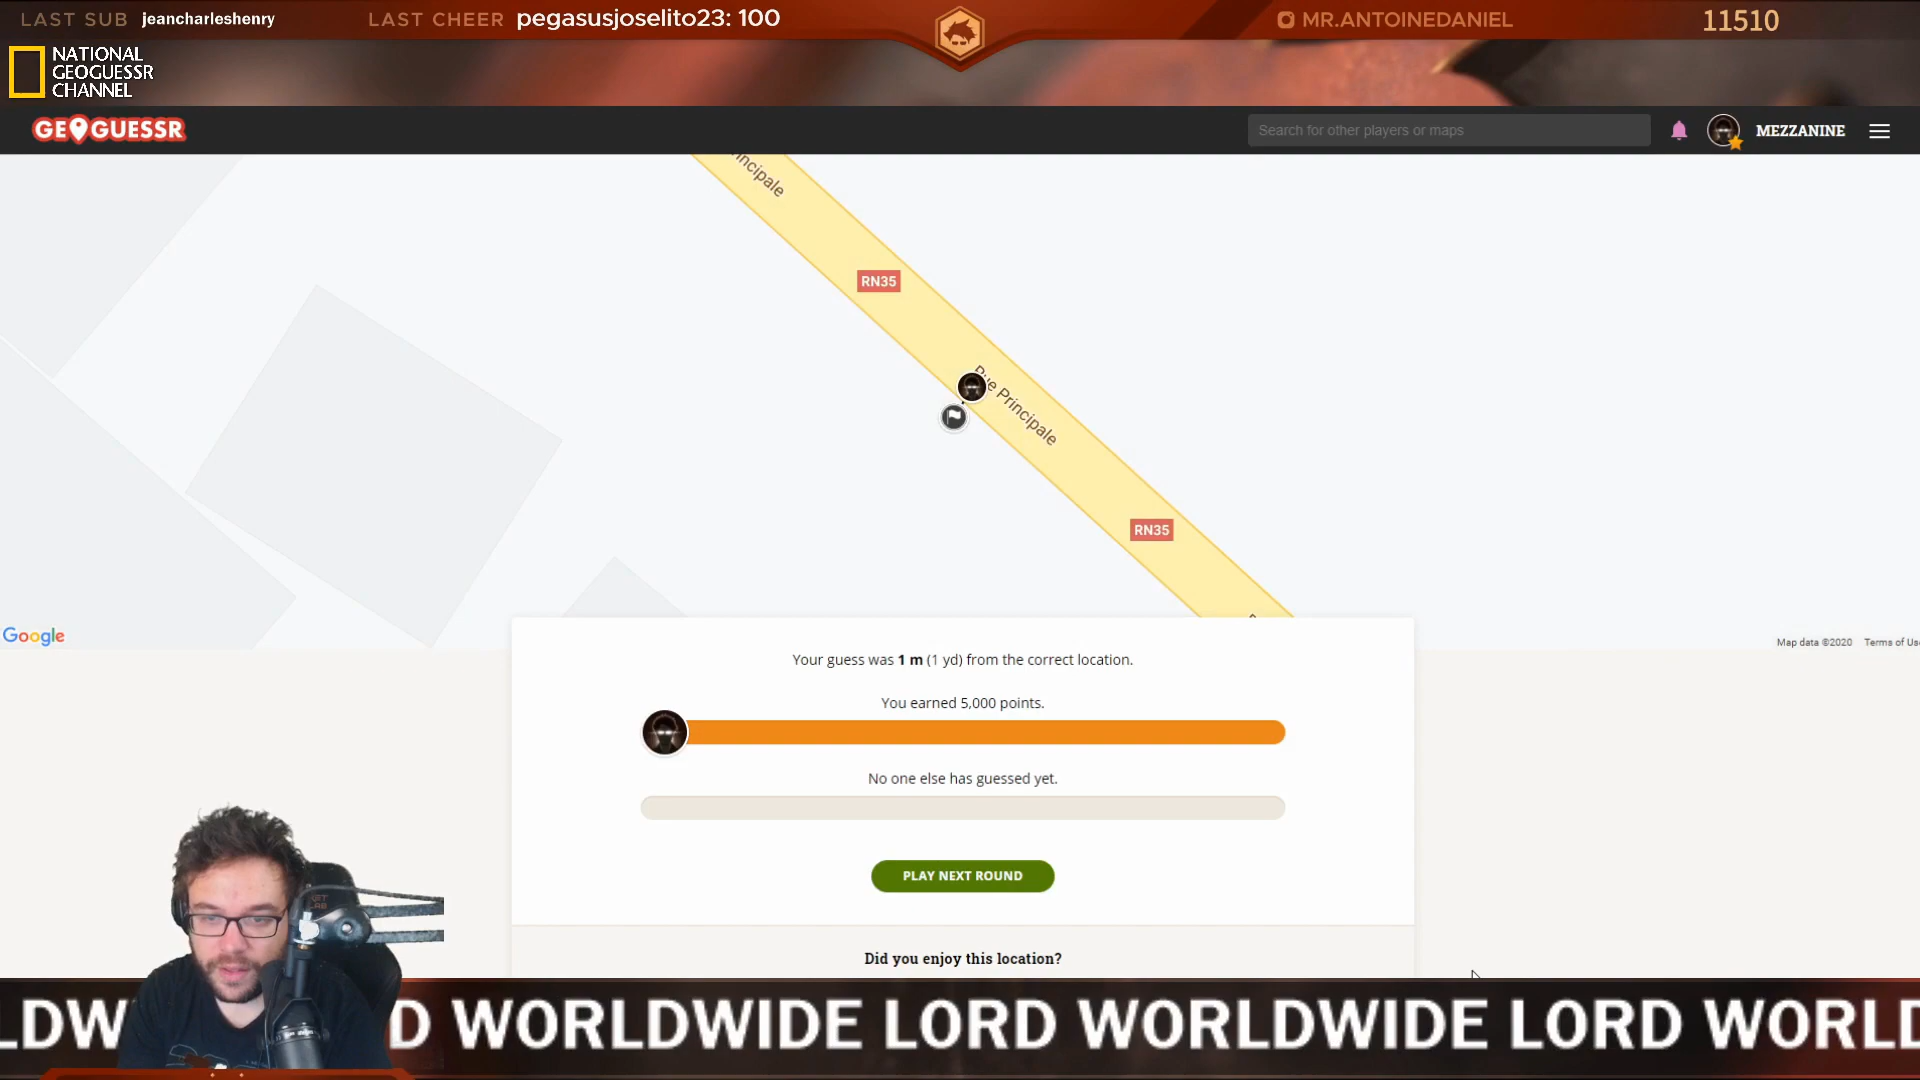 LAST SUB jeancharleshenry
LAST CHEER pegasusjoselito23: 100
MR.ANTOINEDANIEL
11510
NATIONAL
GEOGUESSR
CHANNEL
GEOGUESSR
Search for other players or maps
MEZZANINE
incipale
RN35
Rue Principale
RN35
Google
Map data ©2020 Terms of Us
Your guess was 1 m (1 yd) from the correct location.
You earned 5,000 points.
No one else has guessed yet.
PLAY NEXT ROUND
Did you enjoy this location?
LDW D WORLDWIDE LORD WORLDWIDE LORD WORLD